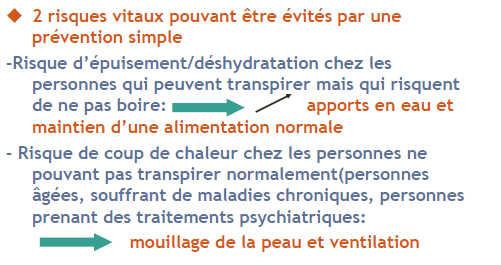 ◆ 2 risques vitaux pouvant être évités par une
prévention simple
-Risque d'épuisement/déshydratation chez les
personnes qui peuvent transpirer mais qui risquent
de ne pas boire: apports en eau et
maintien d'une alimentation normale
- Risque de coup de chaleur chez les personnes ne
pouvant pas transpirer normalement(personnes
âgées, souffrant de maladies chroniques, personnes
prenant des traitements psychiatriques:
mouillage de la peau et ventilation